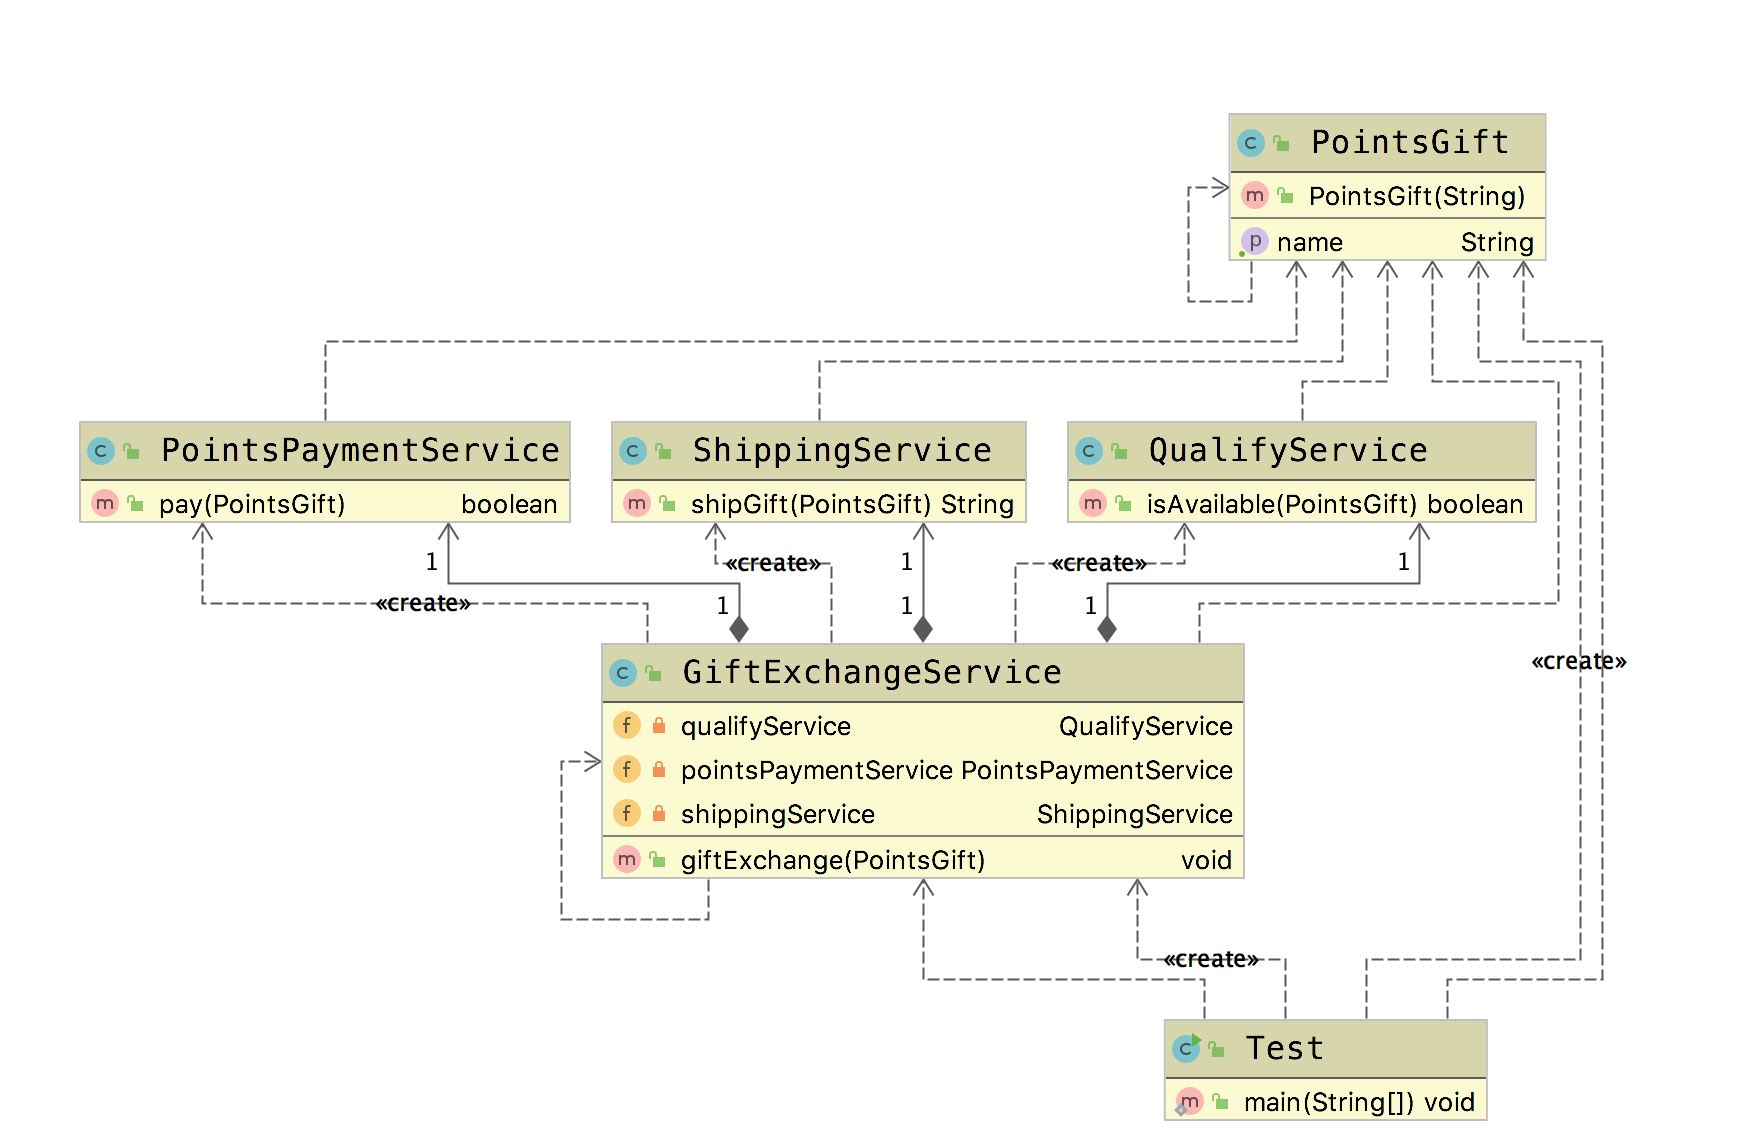 PointsGift
PointsGift(String)
name String
PointsPaymentService
pay(PointsGift) boolean
ShippingService
shipGift(PointsGift) String
QualifyService
isAvailable(PointsGift) boolean
1
«create»
1
«create»
1
«create»
1
1
1
GiftExchangeService
qualifyService QualifyService
pointsPaymentService PointsPaymentService
shippingService ShippingService
giftExchange(PointsGift) void
«create»
«create»
Test
main(String[]) void